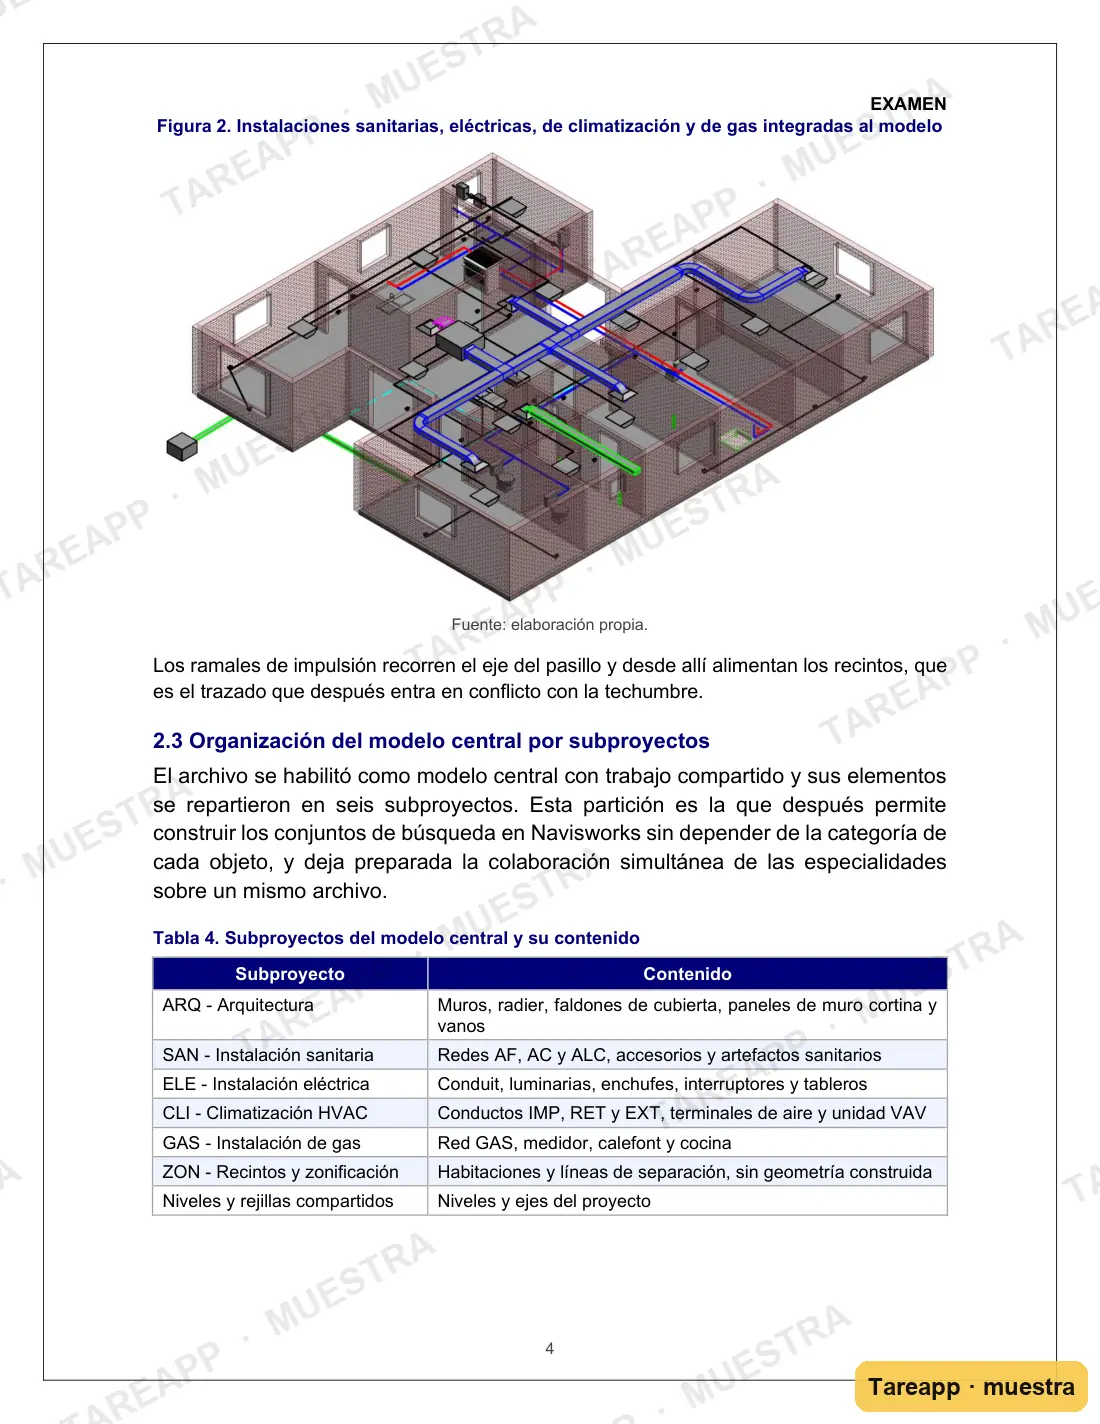 EXAMEN
Figura 2. Instalaciones sanitarias, eléctricas, de climatización y de gas integradas al modelo
Fuente: elaboración propia.
Los ramales de impulsión recorren el eje del pasillo y desde allí alimentan los recintos, que
es el trazado que después entra en conflicto con la techumbre.
2.3 Organización del modelo central por subproyectos
El archivo se habilitó como modelo central con trabajo compartido y sus elementos
se repartieron en seis subproyectos. Esta partición es la que después permite
construir los conjuntos de búsqueda en Navisworks sin depender de la categoría de
cada objeto, y deja preparada la colaboración simultánea de las especialidades
sobre un mismo archivo.
Tabla 4. Subproyectos del modelo central y su contenido
Subproyecto Contenido
ARQ - Arquitectura Muros, radier, faldones de cubierta, paneles de muro cortina y
vanos
SAN - Instalación sanitaria Redes AF, AC y ALC, accesorios y artefactos sanitarios
ELE - Instalación eléctrica Conduit, luminarias, enchufes, interruptores y tableros
CLI - Climatización HVAC Conductos IMP, RET y EXT, terminales de aire y unidad VAV
GAS - Instalación de gas Red GAS, medidor, calefont y cocina
ZON - Recintos y zonificación Habitaciones y líneas de separación, sin geometría construida
Niveles y rejillas compartidos Niveles y ejes del proyecto
4
Tareapp · muestra
TAREAPP · MUESTRA